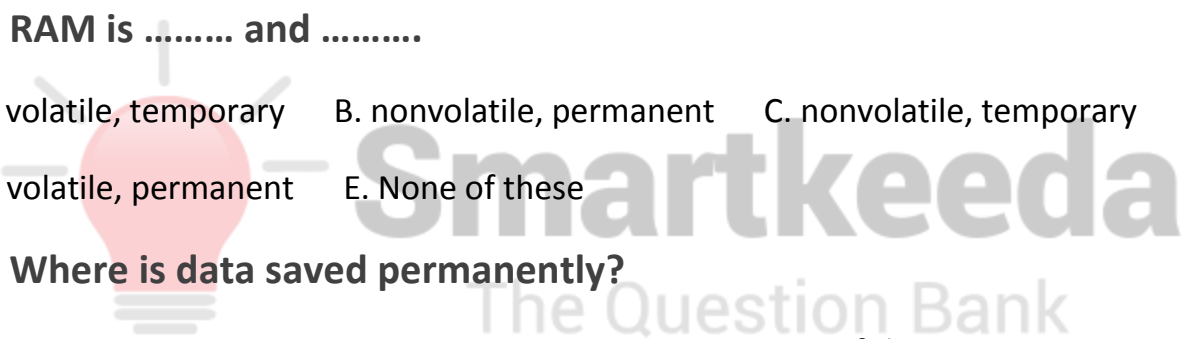 RAM is ……… and ……….
volatile, temporary B. nonvolatile, permanent C. nonvolatile, temporary
volatile, permanent E. None of these
Smartkeeda
Where is data saved permanently?
The Question Bank